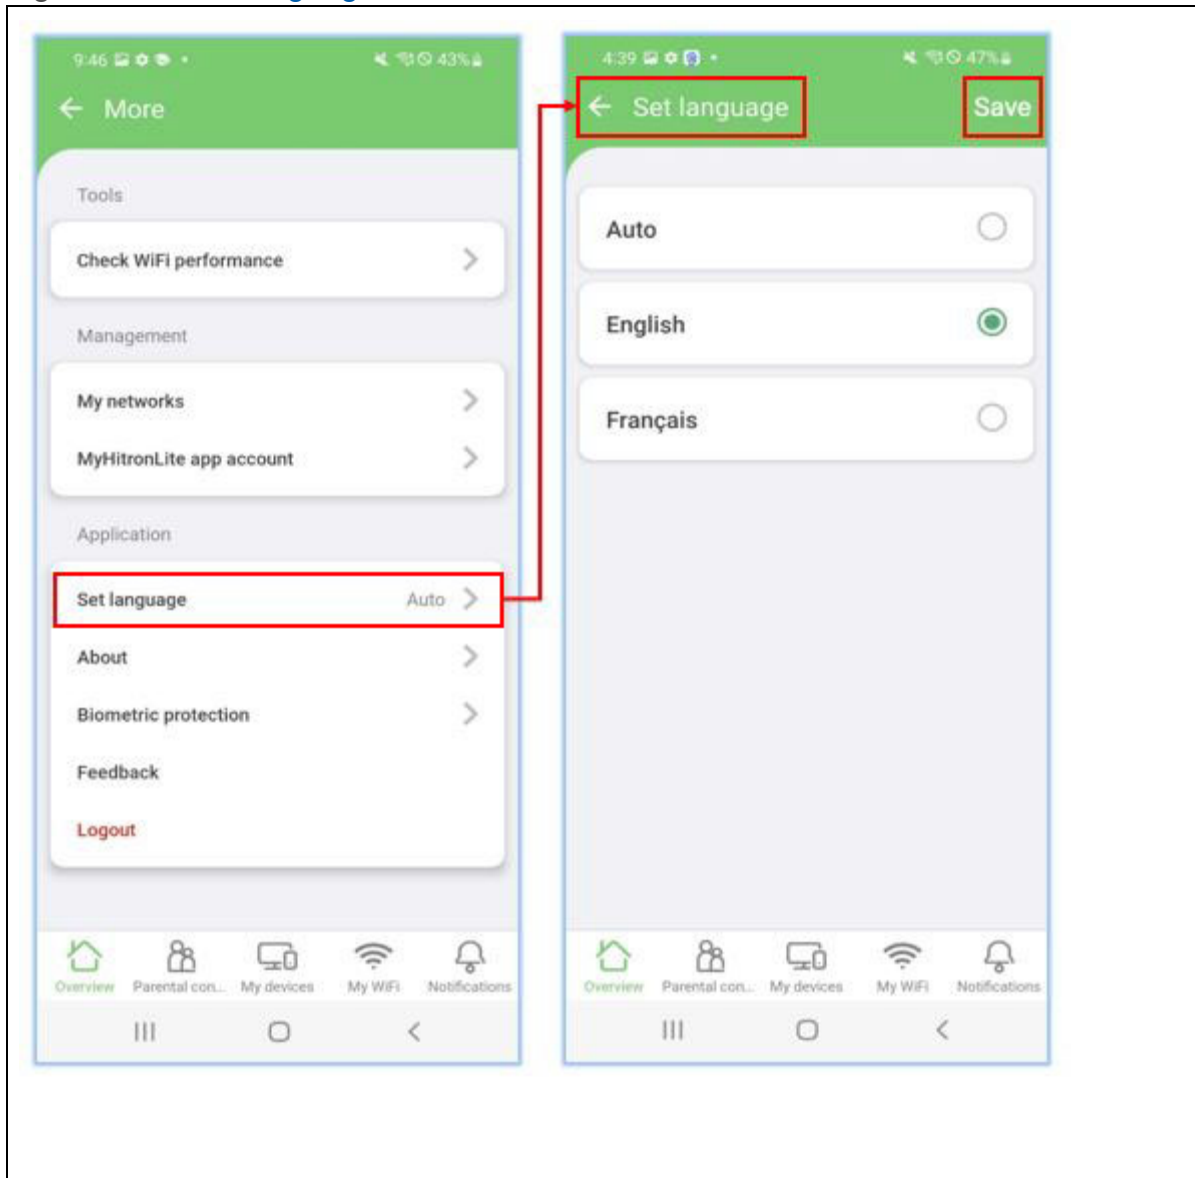 9:46
43%
More
Tools
Check WiFi performance
Management
My networks
MyHitronLite app account
Application
Set language Auto
About
Biometric protection
Feedback
Logout
Overview Parental con... My devices My WiFi Notifications
4:39
47%
Set language Save
Auto
English
Français
Overview Parental con... My devices My WiFi Notifications